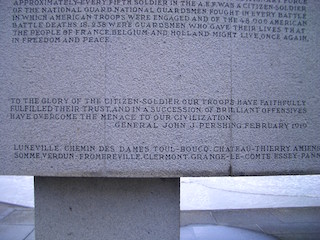 APPROXIMATELY EVERY FIFTH SOLDIER IN THE A.E.F. WAS A CITIZEN-SOLDIER
OF THE NATIONAL GUARD. NATIONAL GUARDSMEN FOUGHT IN EVERY BATTLE
IN WHICH AMERICAN TROOPS WERE ENGAGED AND OF THE 48,909 AMERICAN
BATTLE DEATHS 18,238 WERE GUARDSMEN WHO GAVE THEIR LIVES THAT
THE PEOPLE OF FRANCE, BELGIUM AND HOLLAND MIGHT LIVE, ONCE AGAIN,
IN FREEDOM AND PEACE.
TO THE GLORY OF THE CITIZEN-SOLDIER OUR TROOPS HAVE FAITHFULLY
FULFILLED THEIR TRUST, AND IN A SUCCESSION OF BRILLIANT OFFENSIVES
HAVE OVERCOME THE MENACE TO OUR CIVILIZATION.
GENERAL JOHN J. PERSHING FEBRUARY 1919
LUNEVILLE, CHEMIN DES DAMES, TOUL-BOUCQ, CHATEAU-THIERRY AMIENS
SOMME, VERDUN-FROMEREVILLE, CLERMONT, GRANGE-LE-COMTE ESSEY-PANN